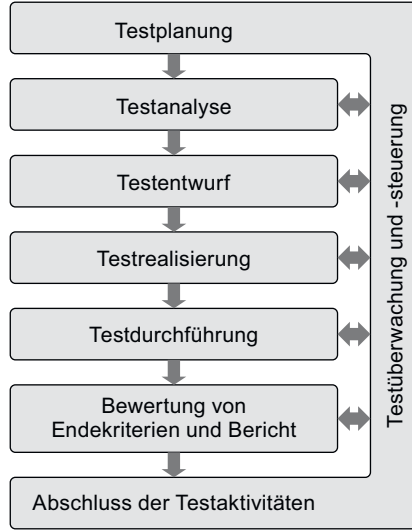 Testplanung
Testanalyse
Testentwurf
Testrealisierung
Testdurchführung
Bewertung von
Endekriterien und Bericht
Abschluss der Testaktivitäten
Testüberwachung und -steuerung